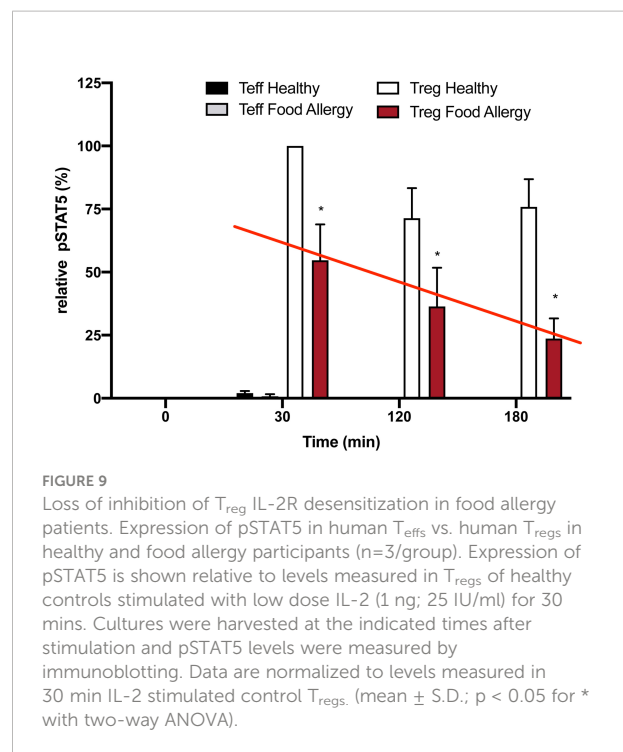 125
100
75
50
25
0
relative pSTAT5 (%)
Teff Healthy
Treg Healthy
Teff Food Allergy
Treg Food Allergy
*
*
*
0
30
120
180
Time (min)
FIGURE 9
Loss of inhibition of Treg IL-2R desensitization in food allergy
patients. Expression of pSTAT5 in human Teffs vs. human Tregs in
healthy and food allergy participants (n=3/group). Expression of
pSTAT5 is shown relative to levels measured in Tregs of healthy
controls stimulated with low dose IL-2 (1 ng; 25 IU/ml) for 30
mins. Cultures were harvested at the indicated times after
stimulation and pSTAT5 levels were measured by
immunoblotting. Data are normalized to levels measured in
30 min IL-2 stimulated control Tregs. (mean ± S.D.; p < 0.05 for *
with two-way ANOVA).